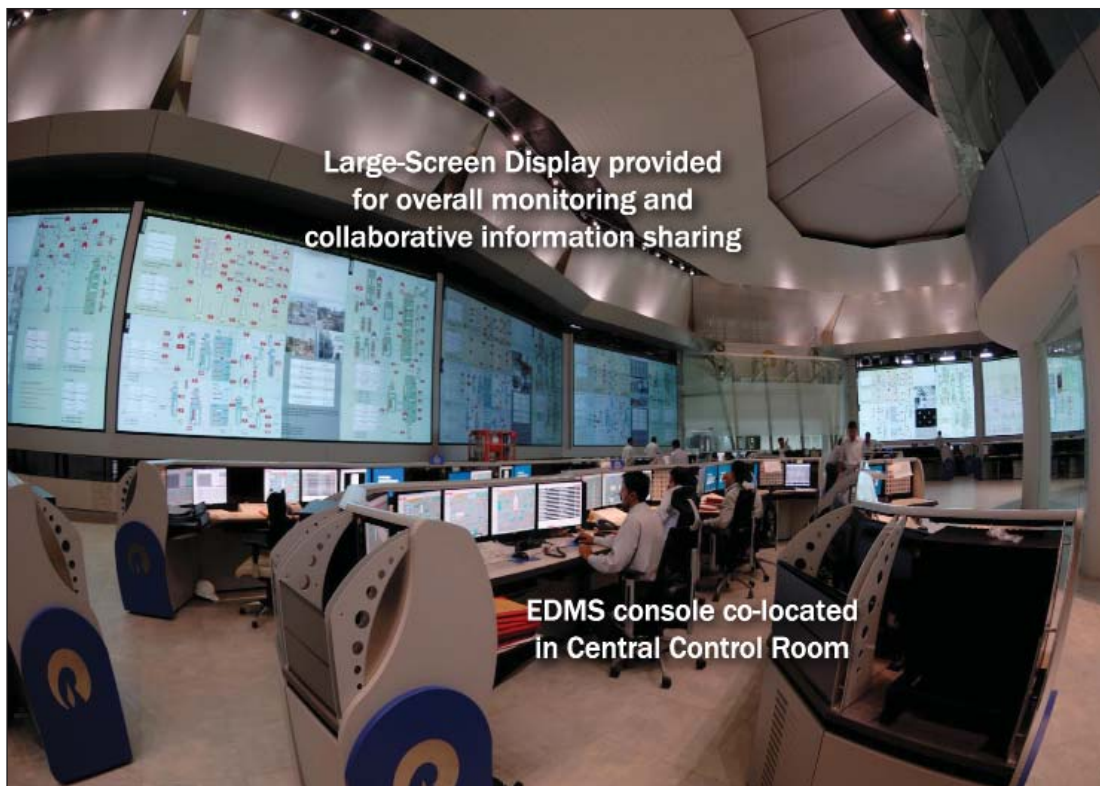 Large-Screen Display provided
for overall monitoring and
collaborative information sharing
EDMS console co-located
in Central Control Room